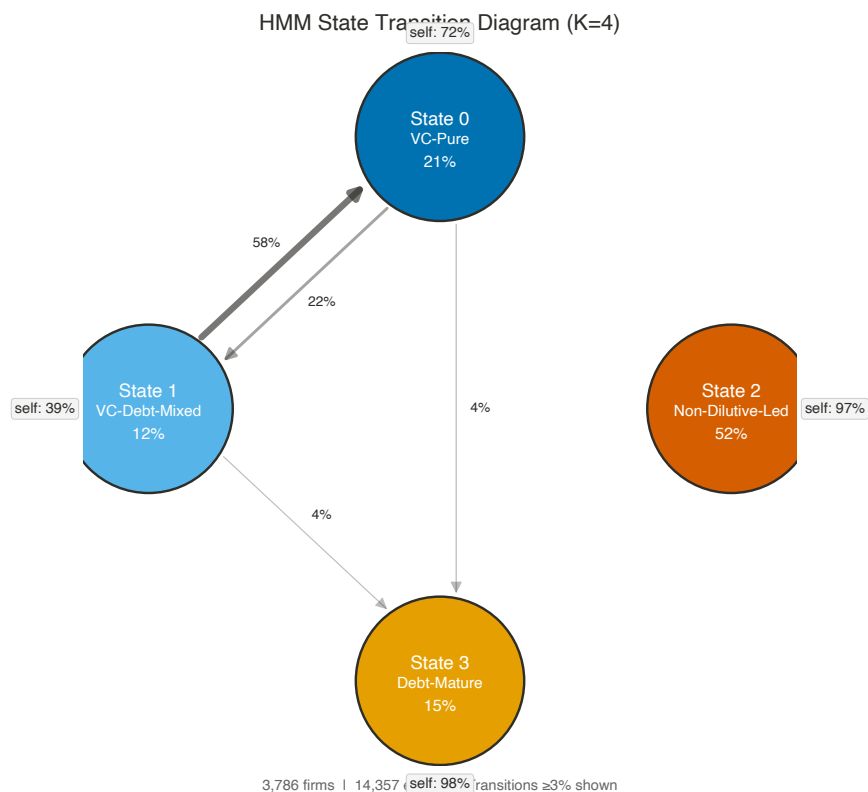 HMM State Transition Diagram (K=4)
self: 72%
State 0
VC-Pure
21%
58%
22%
State 1
VC-Debt-Mixed
12%
self: 39%
4%
State 2
Non-Dilutive-Led
52%
self: 97%
4%
State 3
Debt-Mature
15%
self: 98%
3,786 firms | 14,357 ≥3% shown